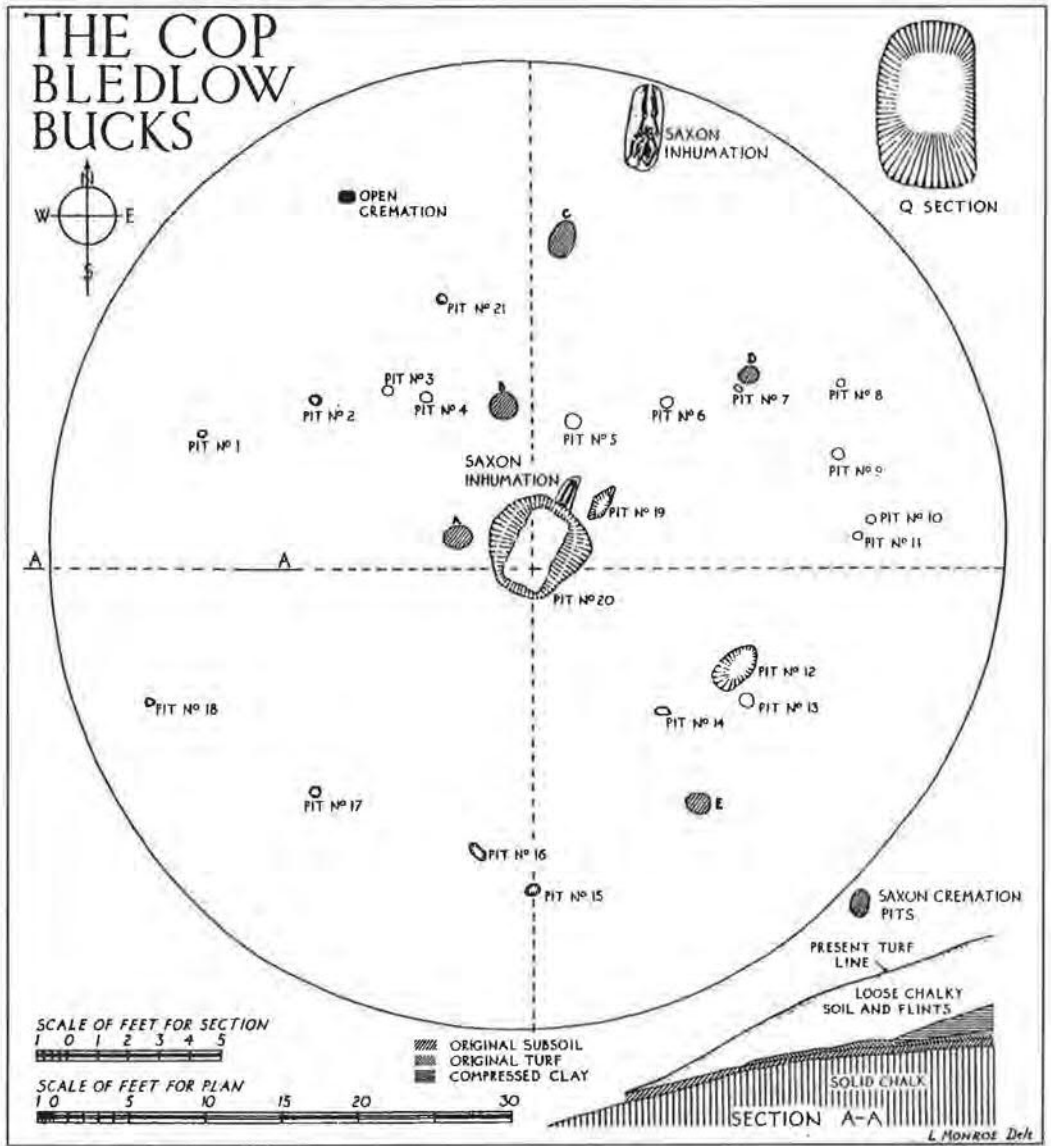 THE COP
BLEDLOW
BUCKS
N
W
E
S
SAXON
INHUMATION
Q SECTION
OPEN
CREMATION
C
PIT Nº 21
D
PIT Nº 3
B
PIT Nº 2
PIT Nº 4
PIT Nº 6
PIT Nº 7
PIT Nº 8
PIT Nº 1
PIT Nº 5
SAXON
INHUMATION
PIT Nº 9
PIT Nº 19
PIT Nº 10
A
PIT Nº 11
A
A
PIT Nº 20
PIT Nº 12
PIT Nº 18
PIT Nº 14
PIT Nº 13
PIT Nº 17
E
PIT Nº 16
PIT Nº 15
SAXON CREMATION
PITS
PRESENT TURF
LINE
LOOSE CHALKY
SOIL AND FLINTS
SCALE OF FEET FOR SECTION
1 0 1 2 3 4 5
ORIGINAL SUBSOIL
ORIGINAL TURF
COMPRESSED CLAY
SCALE OF FEET FOR PLAN
1 0 10 20 30
SOLID CHALK
SECTION A-A
L. MONROE Delt